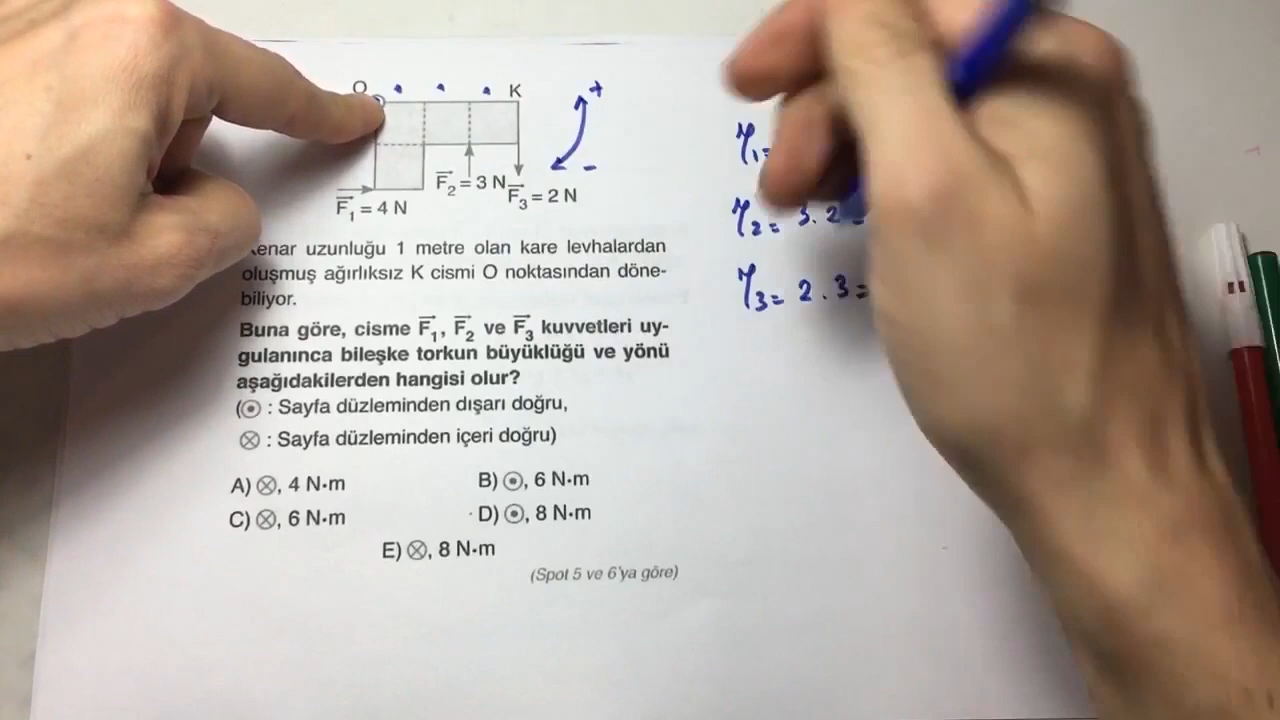 O K
F₁ = 4 N
F₂ = 3 N
F₃ = 2 N
+
-
uzunluğu 1 metre olan kare levhalardan
oluşmuş ağırlıksız K cismi O noktasından döne-
biliyor.
Buna göre, cisme F₁, F₂ ve F₃ kuvvetleri uy-
gulanınca bileşke torkun büyüklüğü ve yönü
aşağıdakilerden hangisi olur?
(⊙ : Sayfa düzleminden dışarı doğru,
⊗ : Sayfa düzleminden içeri doğru)
A) ⊗, 4 N·m B) ⊙, 6 N·m
C) ⊗, 6 N·m D) ⊙, 8 N·m
E) ⊗, 8 N·m
(Spot 5 ve 6'ya göre)
τ₁=
τ₂= 3.2=
τ₃= 2.3=